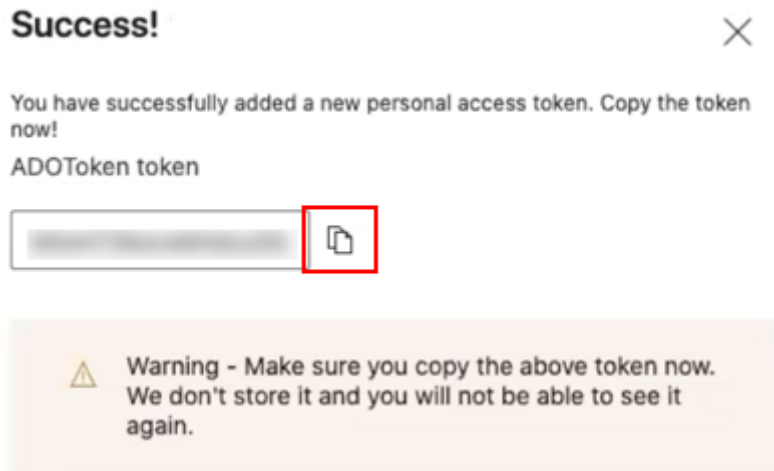 Success!
You have successfully added a new personal access token. Copy the token
now!
ADOToken token
Warning - Make sure you copy the above token now.
We don't store it and you will not be able to see it
again.